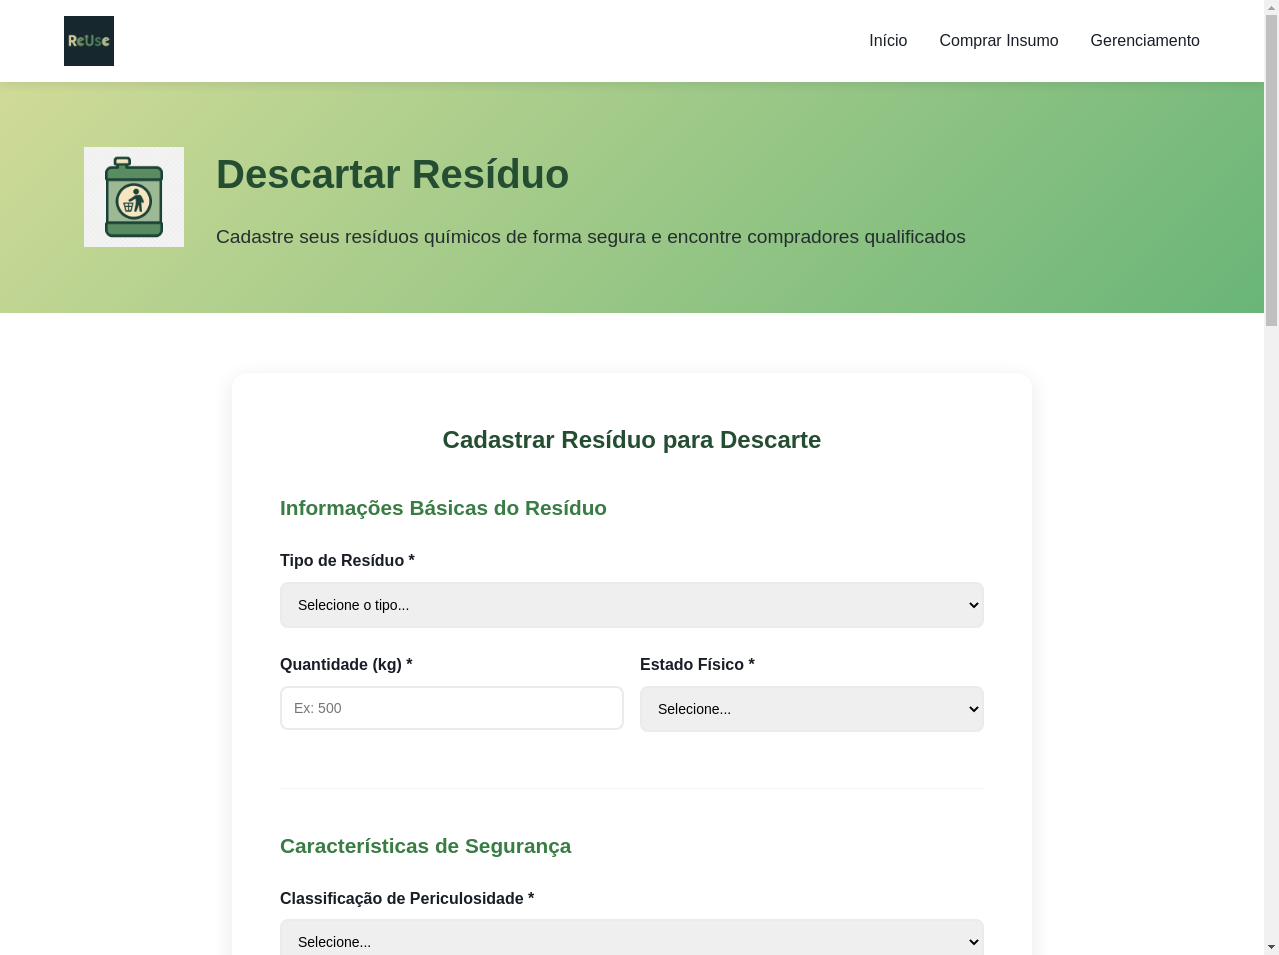 ReUse
Início
Comprar Insumo
Gerenciamento
Descartar Resíduo
Cadastre seus resíduos químicos de forma segura e encontre compradores qualificados
Cadastrar Resíduo para Descarte
Informações Básicas do Resíduo
Tipo de Resíduo *
Selecione o tipo...
Quantidade (kg) *
Estado Físico *
Ex: 500
Selecione...
Características de Segurança
Classificação de Periculosidade *
Selecione...